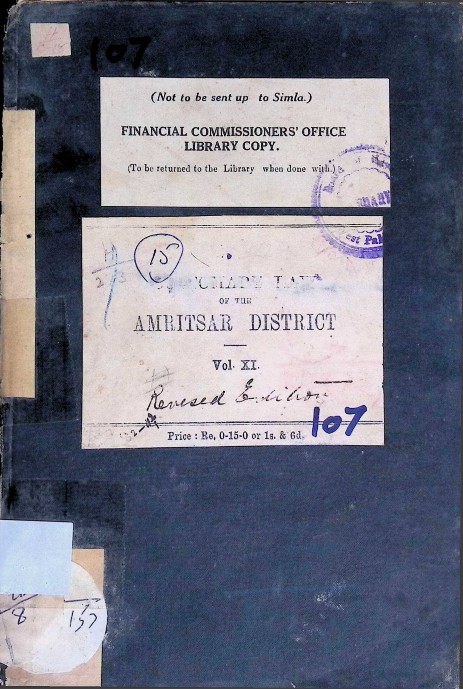 107
(Not to be sent up to Simla.)
FINANCIAL COMMISSIONERS' OFFICE
LIBRARY COPY.
(To be returned to the Library when done with.)
15
OF THE
AMRITSAR DISTRICT
Vol. XI.
Revised Edition
107
Price : Re. 0-15-0 or 1s. & 6d.
8
157